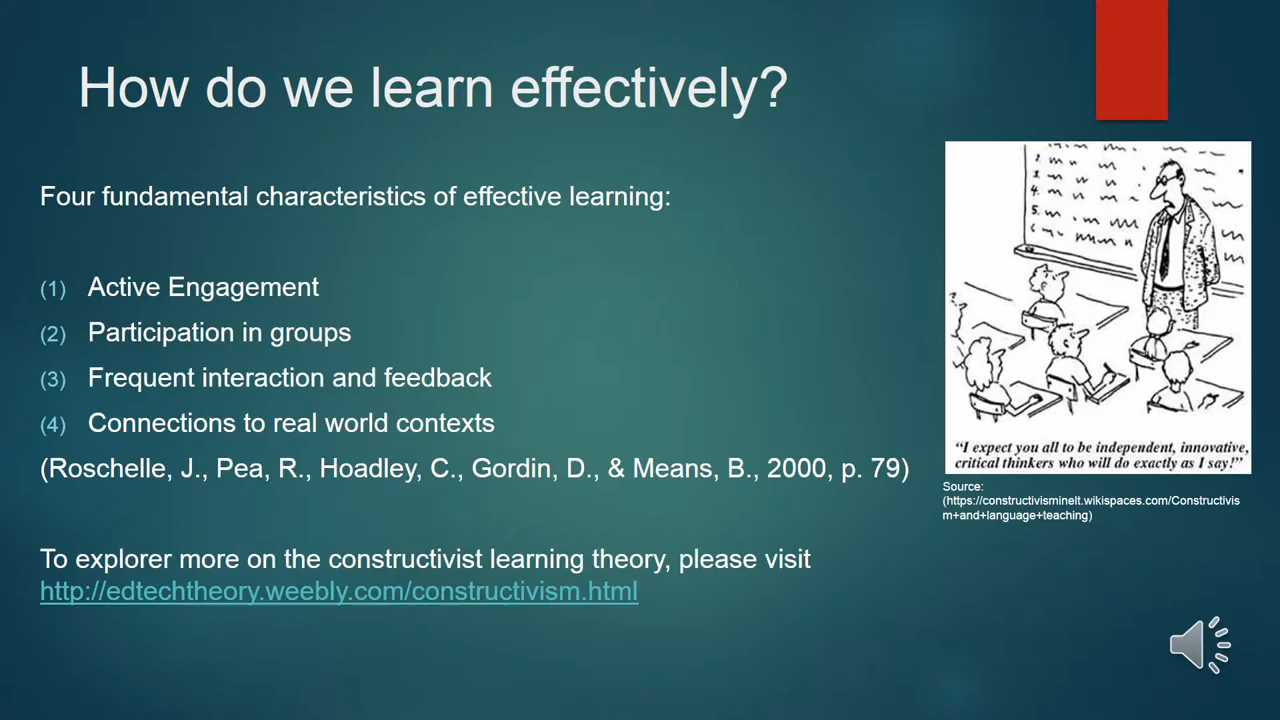 How do we learn effectively?
Four fundamental characteristics of effective learning:
(1) Active Engagement
(2) Participation in groups
(3) Frequent interaction and feedback
(4) Connections to real world contexts
(Roschelle, J., Pea, R., Hoadley, C., Gordin, D., & Means, B., 2000, p. 79)
To explorer more on the constructivist learning theory, please visit
http://edtechtheory.weebly.com/constructivism.html
2.
3.
4.
5.
"I expect you all to be independent, innovative,
critical thinkers who will do exactly as I say!"
Source:
(https://constructivisminelt.wikispaces.com/Constructivis
m+and+language+teaching)